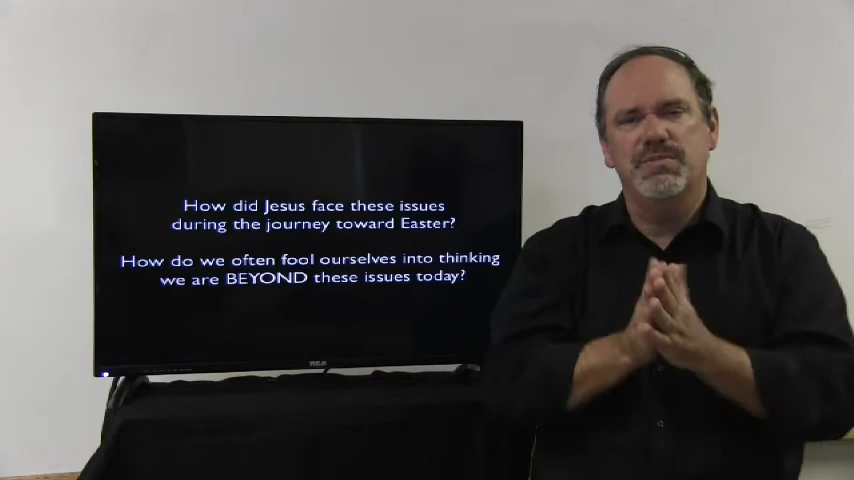 How did Jesus face these issues
during the journey toward Easter?
How do we often fool ourselves into thinking
we are BEYOND these issues today?
RCA